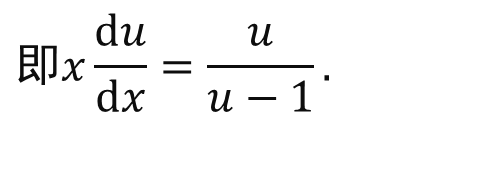 即x du/dx = u/(u − 1).